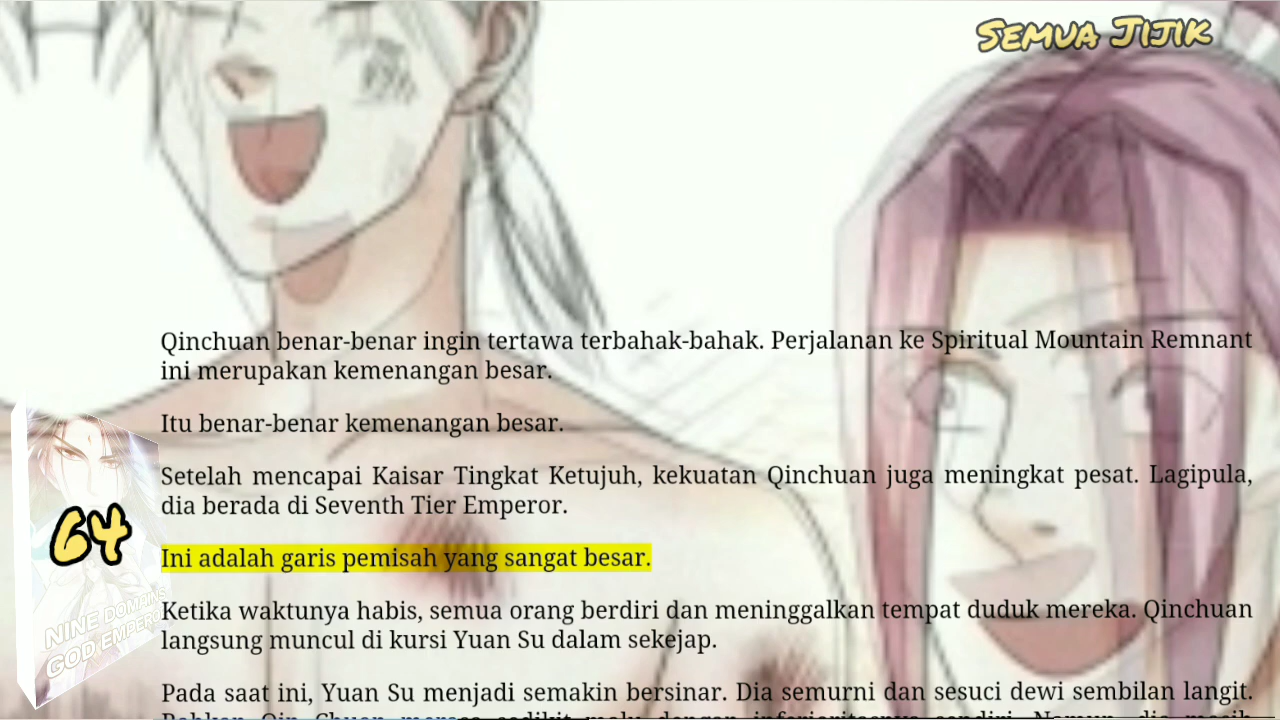 SEMUA JIJIK
Qinchuan benar-benar ingin tertawa terbahak-bahak. Perjalanan ke Spiritual Mountain Remnant
ini merupakan kemenangan besar.
Itu benar-benar kemenangan besar.
Setelah mencapai Kaisar Tingkat Ketujuh, kekuatan Qinchuan juga meningkat pesat. Lagipula,
dia berada di Seventh Tier Emperor.
Ini adalah garis pemisah yang sangat besar.
Ketika waktunya habis, semua orang berdiri dan meninggalkan tempat duduk mereka. Qinchuan
langsung muncul di kursi Yuan Su dalam sekejap.
Pada saat ini, Yuan Su menjadi semakin bersinar. Dia semurni dan sesuci dewi sembilan langit.
64
NINE DOMAINS
GOD EMPEROR